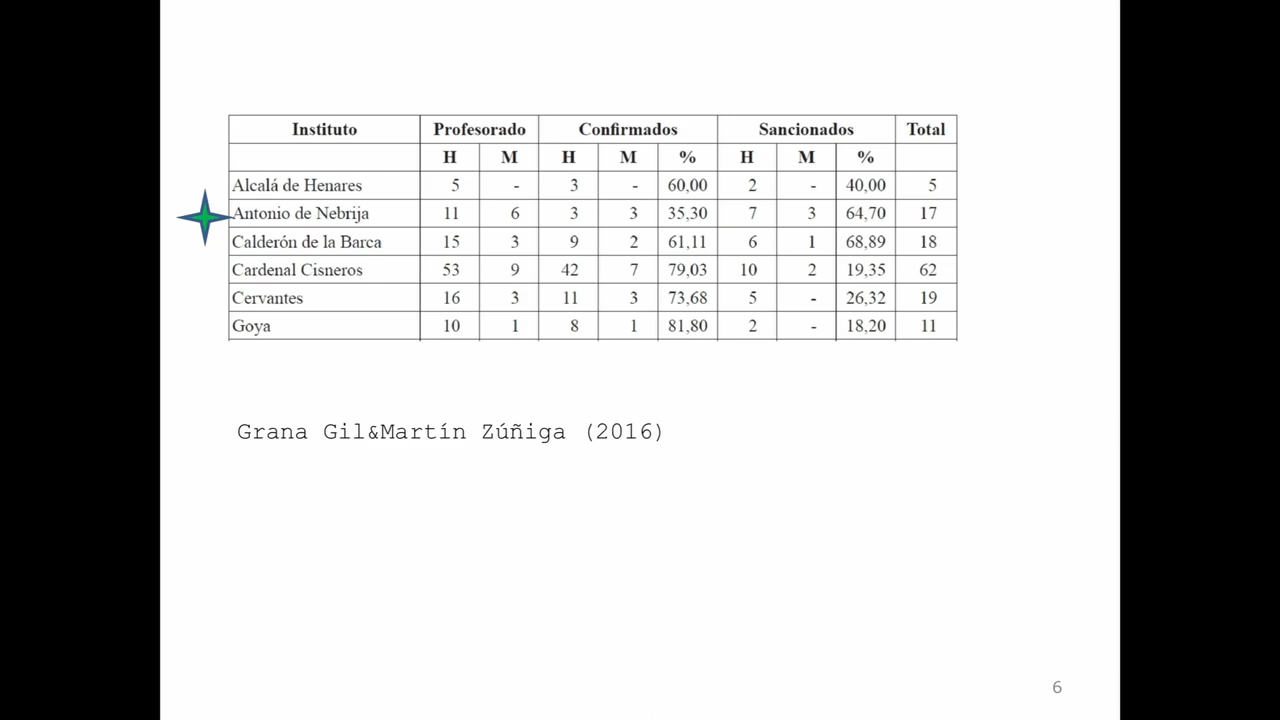 Instituto Profesorado Confirmados Sancionados Total
H M H M % H M %
Alcalá de Henares 5 - 3 - 60,00 2 - 40,00 5
Antonio de Nebrija 11 6 3 3 35,30 7 3 64,70 17
Calderón de la Barca 15 3 9 2 61,11 6 1 68,89 18
Cardenal Cisneros 53 9 42 7 79,03 10 2 19,35 62
Cervantes 16 3 11 3 73,68 5 - 26,32 19
Goya 10 1 8 1 81,80 2 - 18,20 11
Grana Gil&Martín Zúñiga (2016)
6